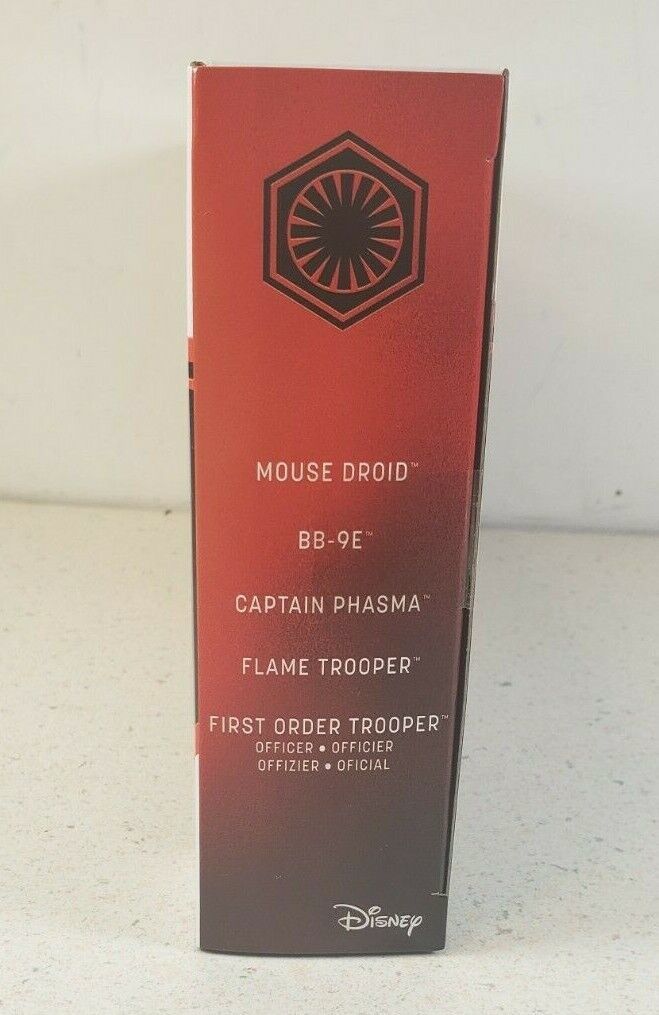 MOUSE DROID™
BB-9E™
CAPTAIN PHASMA™
FLAME TROOPER™
FIRST ORDER TROOPER™
OFFICER • OFFICIER
OFFIZIER • OFICIAL
Disney